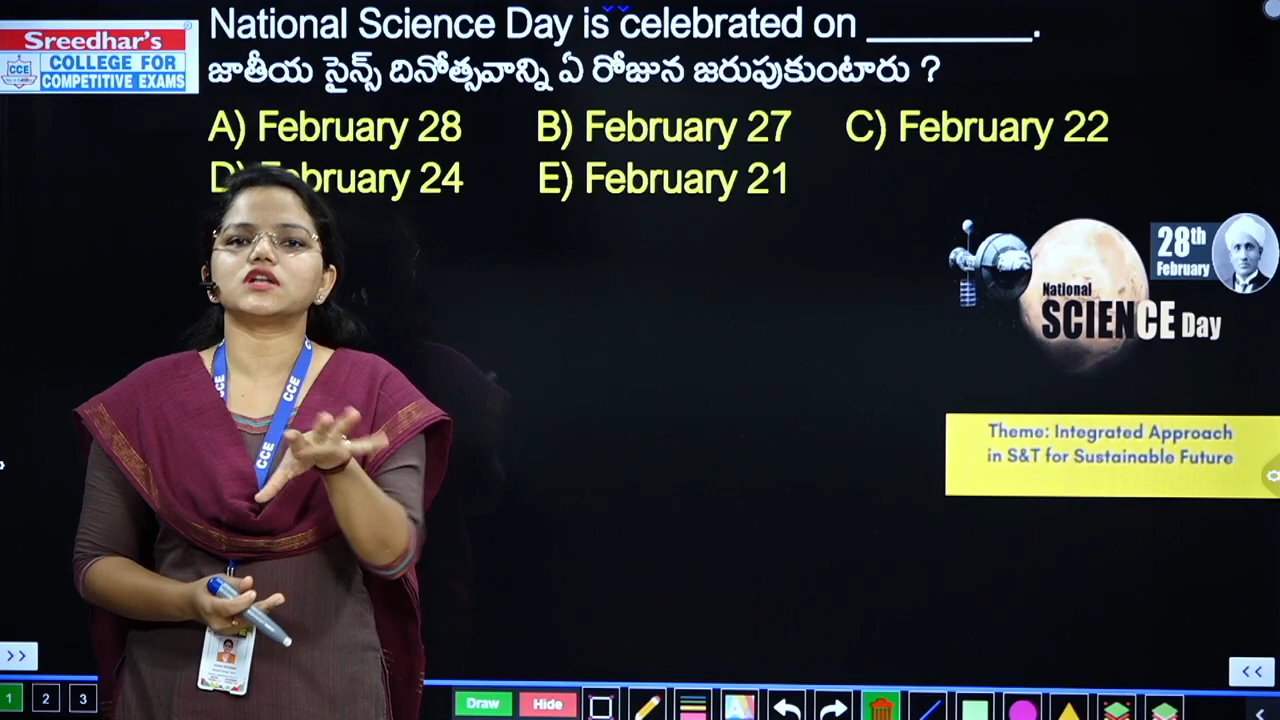 National Science Day is celebrated on ________.
Sreedhar's
CCE
COLLEGE FOR
COMPETITIVE EXAMS
జాతీయ సైన్స్ దినోత్సవాన్ని ఏ రోజున జరుపుకుంటారు ?
A) February 28 B) February 27 C) February 22
D) February 24 E) February 21
28th
February
National
SCIENCE Day
Theme: Integrated Approach
in S&T for Sustainable Future
CCE
CCE
CCE
>>
<<
1 2 3
Draw Hide